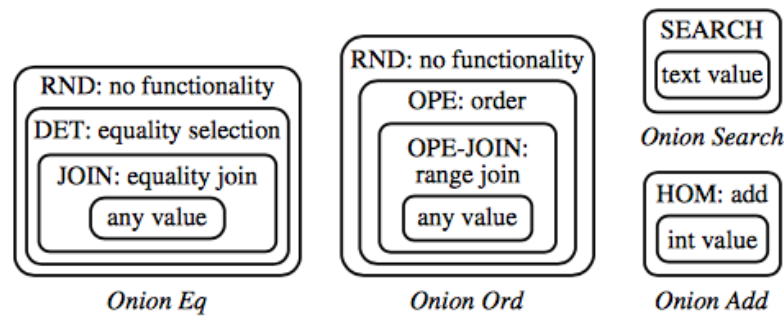 RND: no functionality
DET: equality selection
JOIN: equality join
any value
Onion Eq
RND: no functionality
OPE: order
OPE-JOIN:
range join
any value
Onion Ord
SEARCH
text value
Onion Search
HOM: add
int value
Onion Add